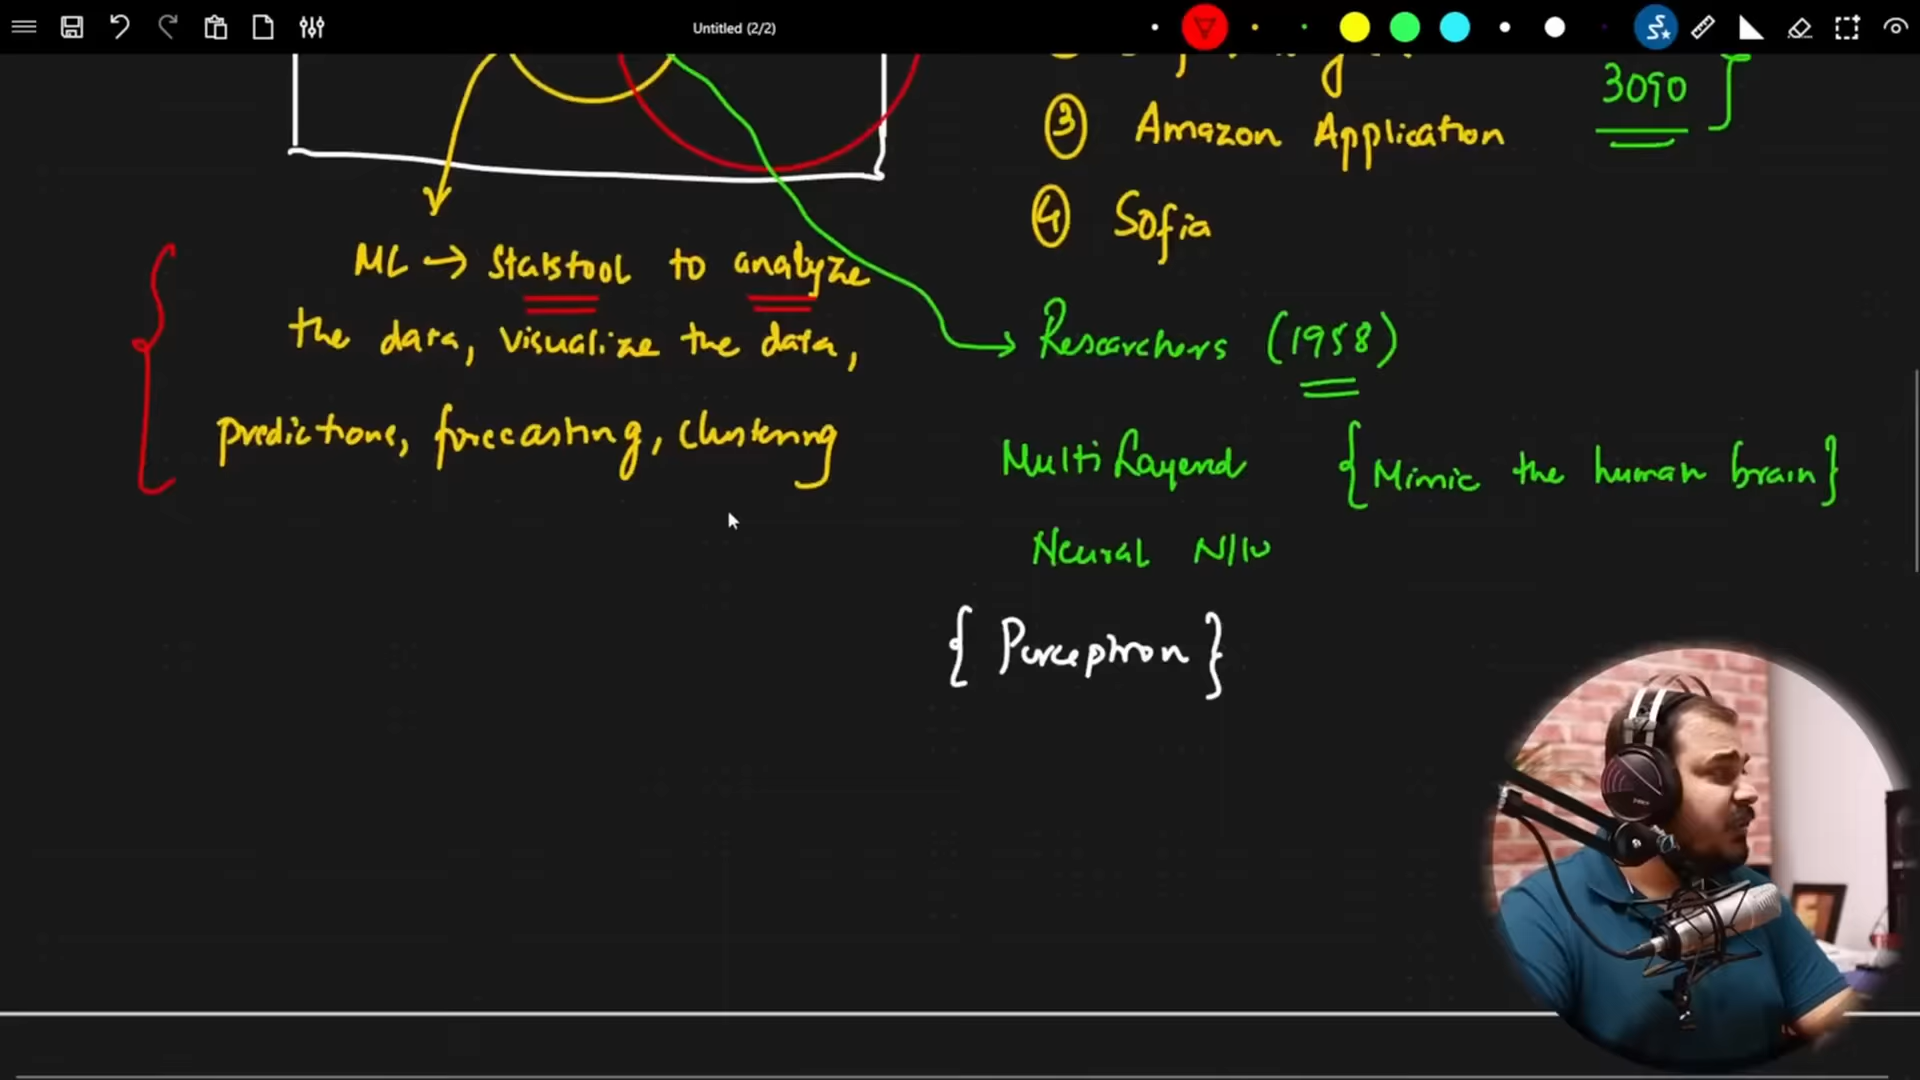 Untitled (2/2)
3090
③ Amazon Application
④ Sofia
ML → Statstool to analyze
the data, visualize the data,
predictions, forecasting, clustering
Researchers (1958)
Multi Layered {Mimic the human brain}
Neural N/W
{ Perceptron }